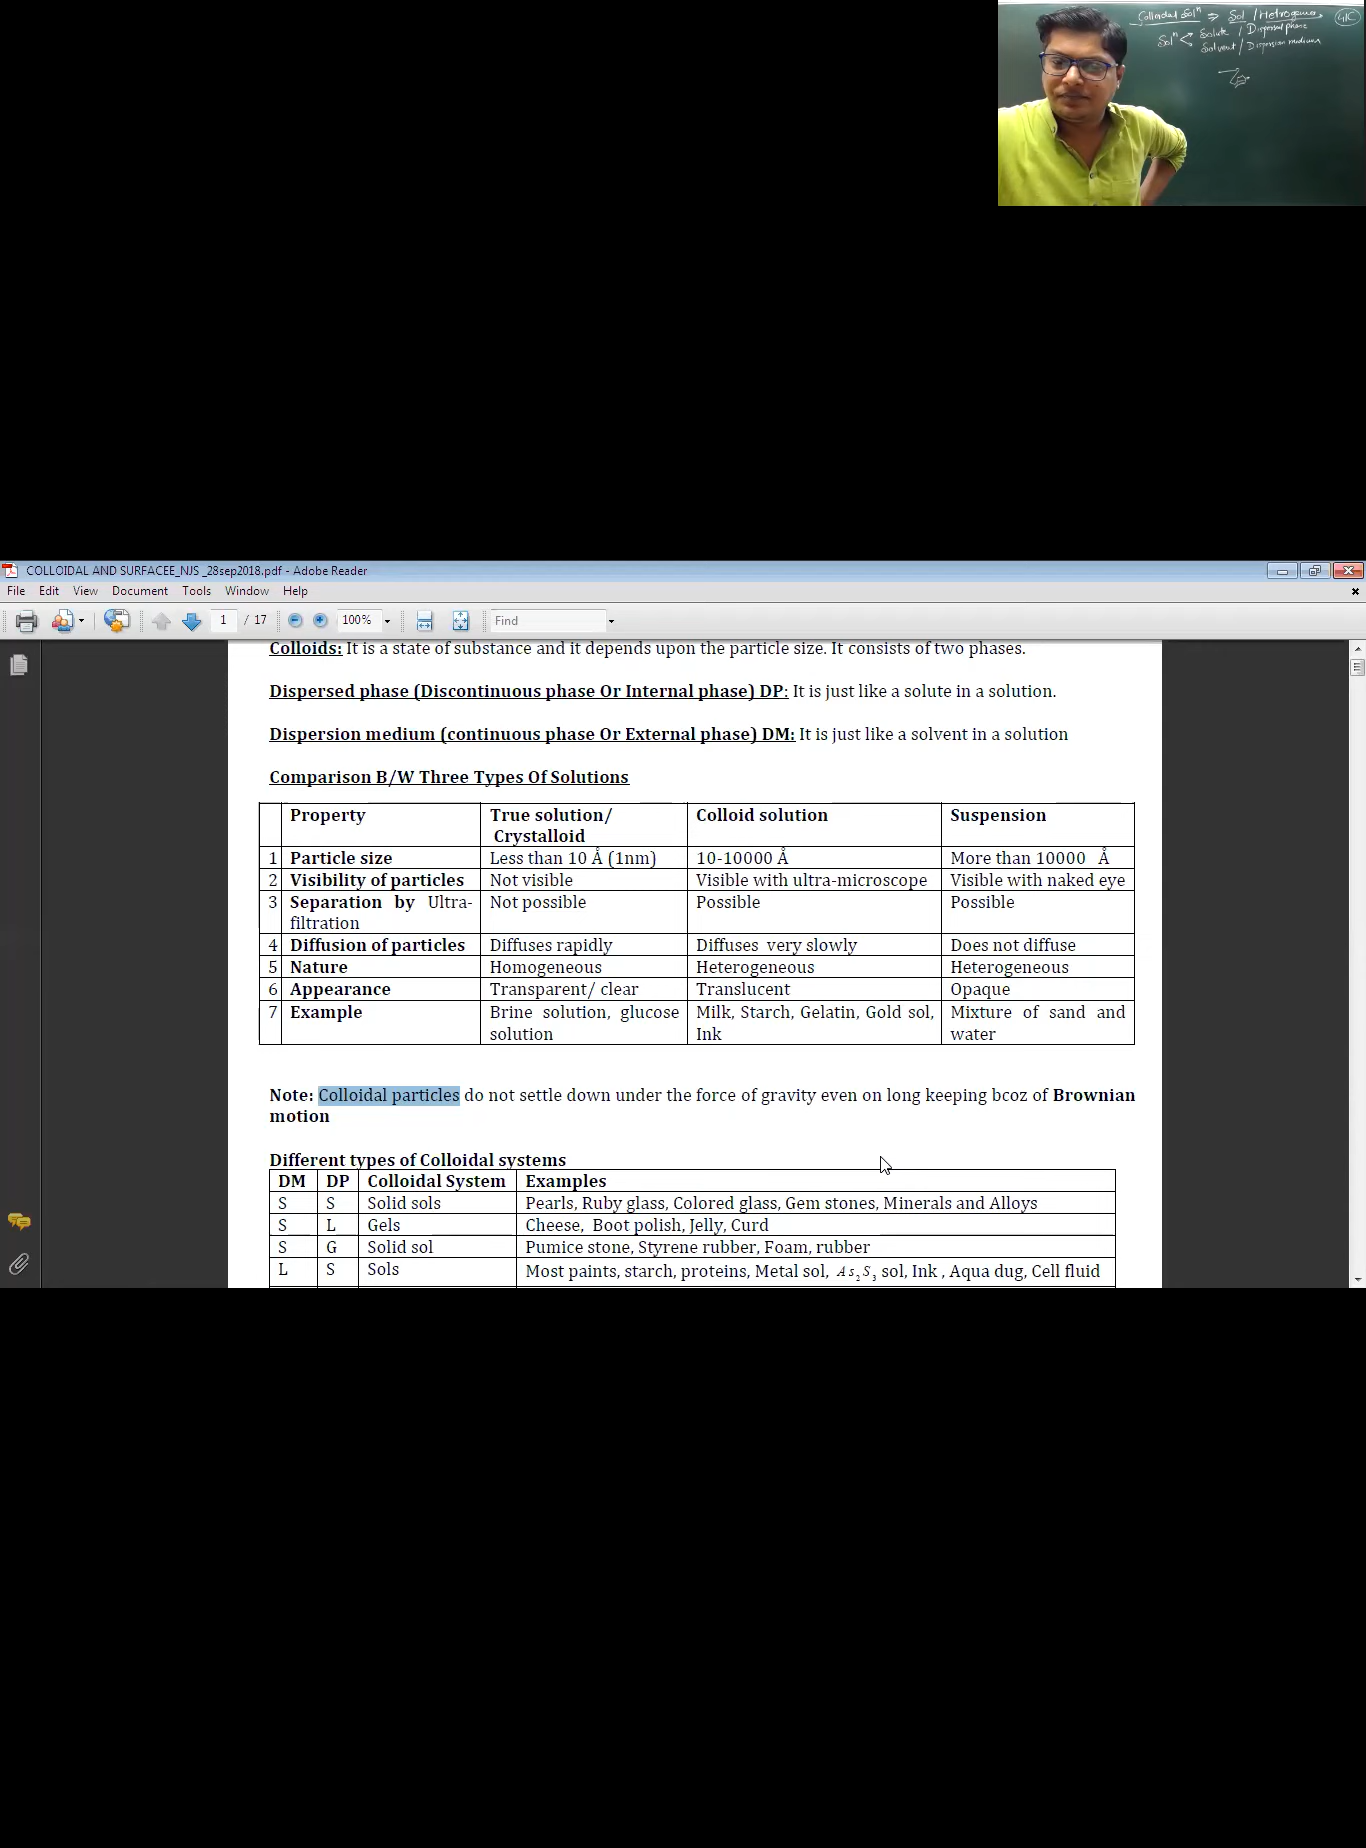 Colloidal Solⁿ ⇒ Sol / Hetrogenous
Solⁿ < Solute / Dispersed phase
Solvent / Dispersion medium
COLLOIDAL AND SURFACEE_NJS _28sep2018.pdf - Adobe Reader
File Edit View Document Tools Window Help
1 / 17 100% Find
Colloids: It is a state of substance and it depends upon the particle size. It consists of two phases.
Dispersed phase (Discontinuous phase Or Internal phase) DP: It is just like a solute in a solution.
Dispersion medium (continuous phase Or External phase) DM: It is just like a solvent in a solution
Comparison B/W Three Types Of Solutions
Property True solution/ Colloid solution Suspension
Crystalloid
1 Particle size Less than 10 Å (1nm) 10-10000 Å More than 10000 Å
2 Visibility of particles Not visible Visible with ultra-microscope Visible with naked eye
3 Separation by Ultra- Not possible Possible Possible
filtration
4 Diffusion of particles Diffuses rapidly Diffuses very slowly Does not diffuse
5 Nature Homogeneous Heterogeneous Heterogeneous
6 Appearance Transparent/ clear Translucent Opaque
7 Example Brine solution, glucose Milk, Starch, Gelatin, Gold sol, Mixture of sand and
solution Ink water
Note: Colloidal particles do not settle down under the force of gravity even on long keeping bcoz of Brownian
motion
Different types of Colloidal systems
DM DP Colloidal System Examples
S S Solid sols Pearls, Ruby glass, Colored glass, Gem stones, Minerals and Alloys
S L Gels Cheese, Boot polish, Jelly, Curd
S G Solid sol Pumice stone, Styrene rubber, Foam, rubber
L S Sols Most paints, starch, proteins, Metal sol, As₂S₃ sol, Ink , Aqua dug, Cell fluid